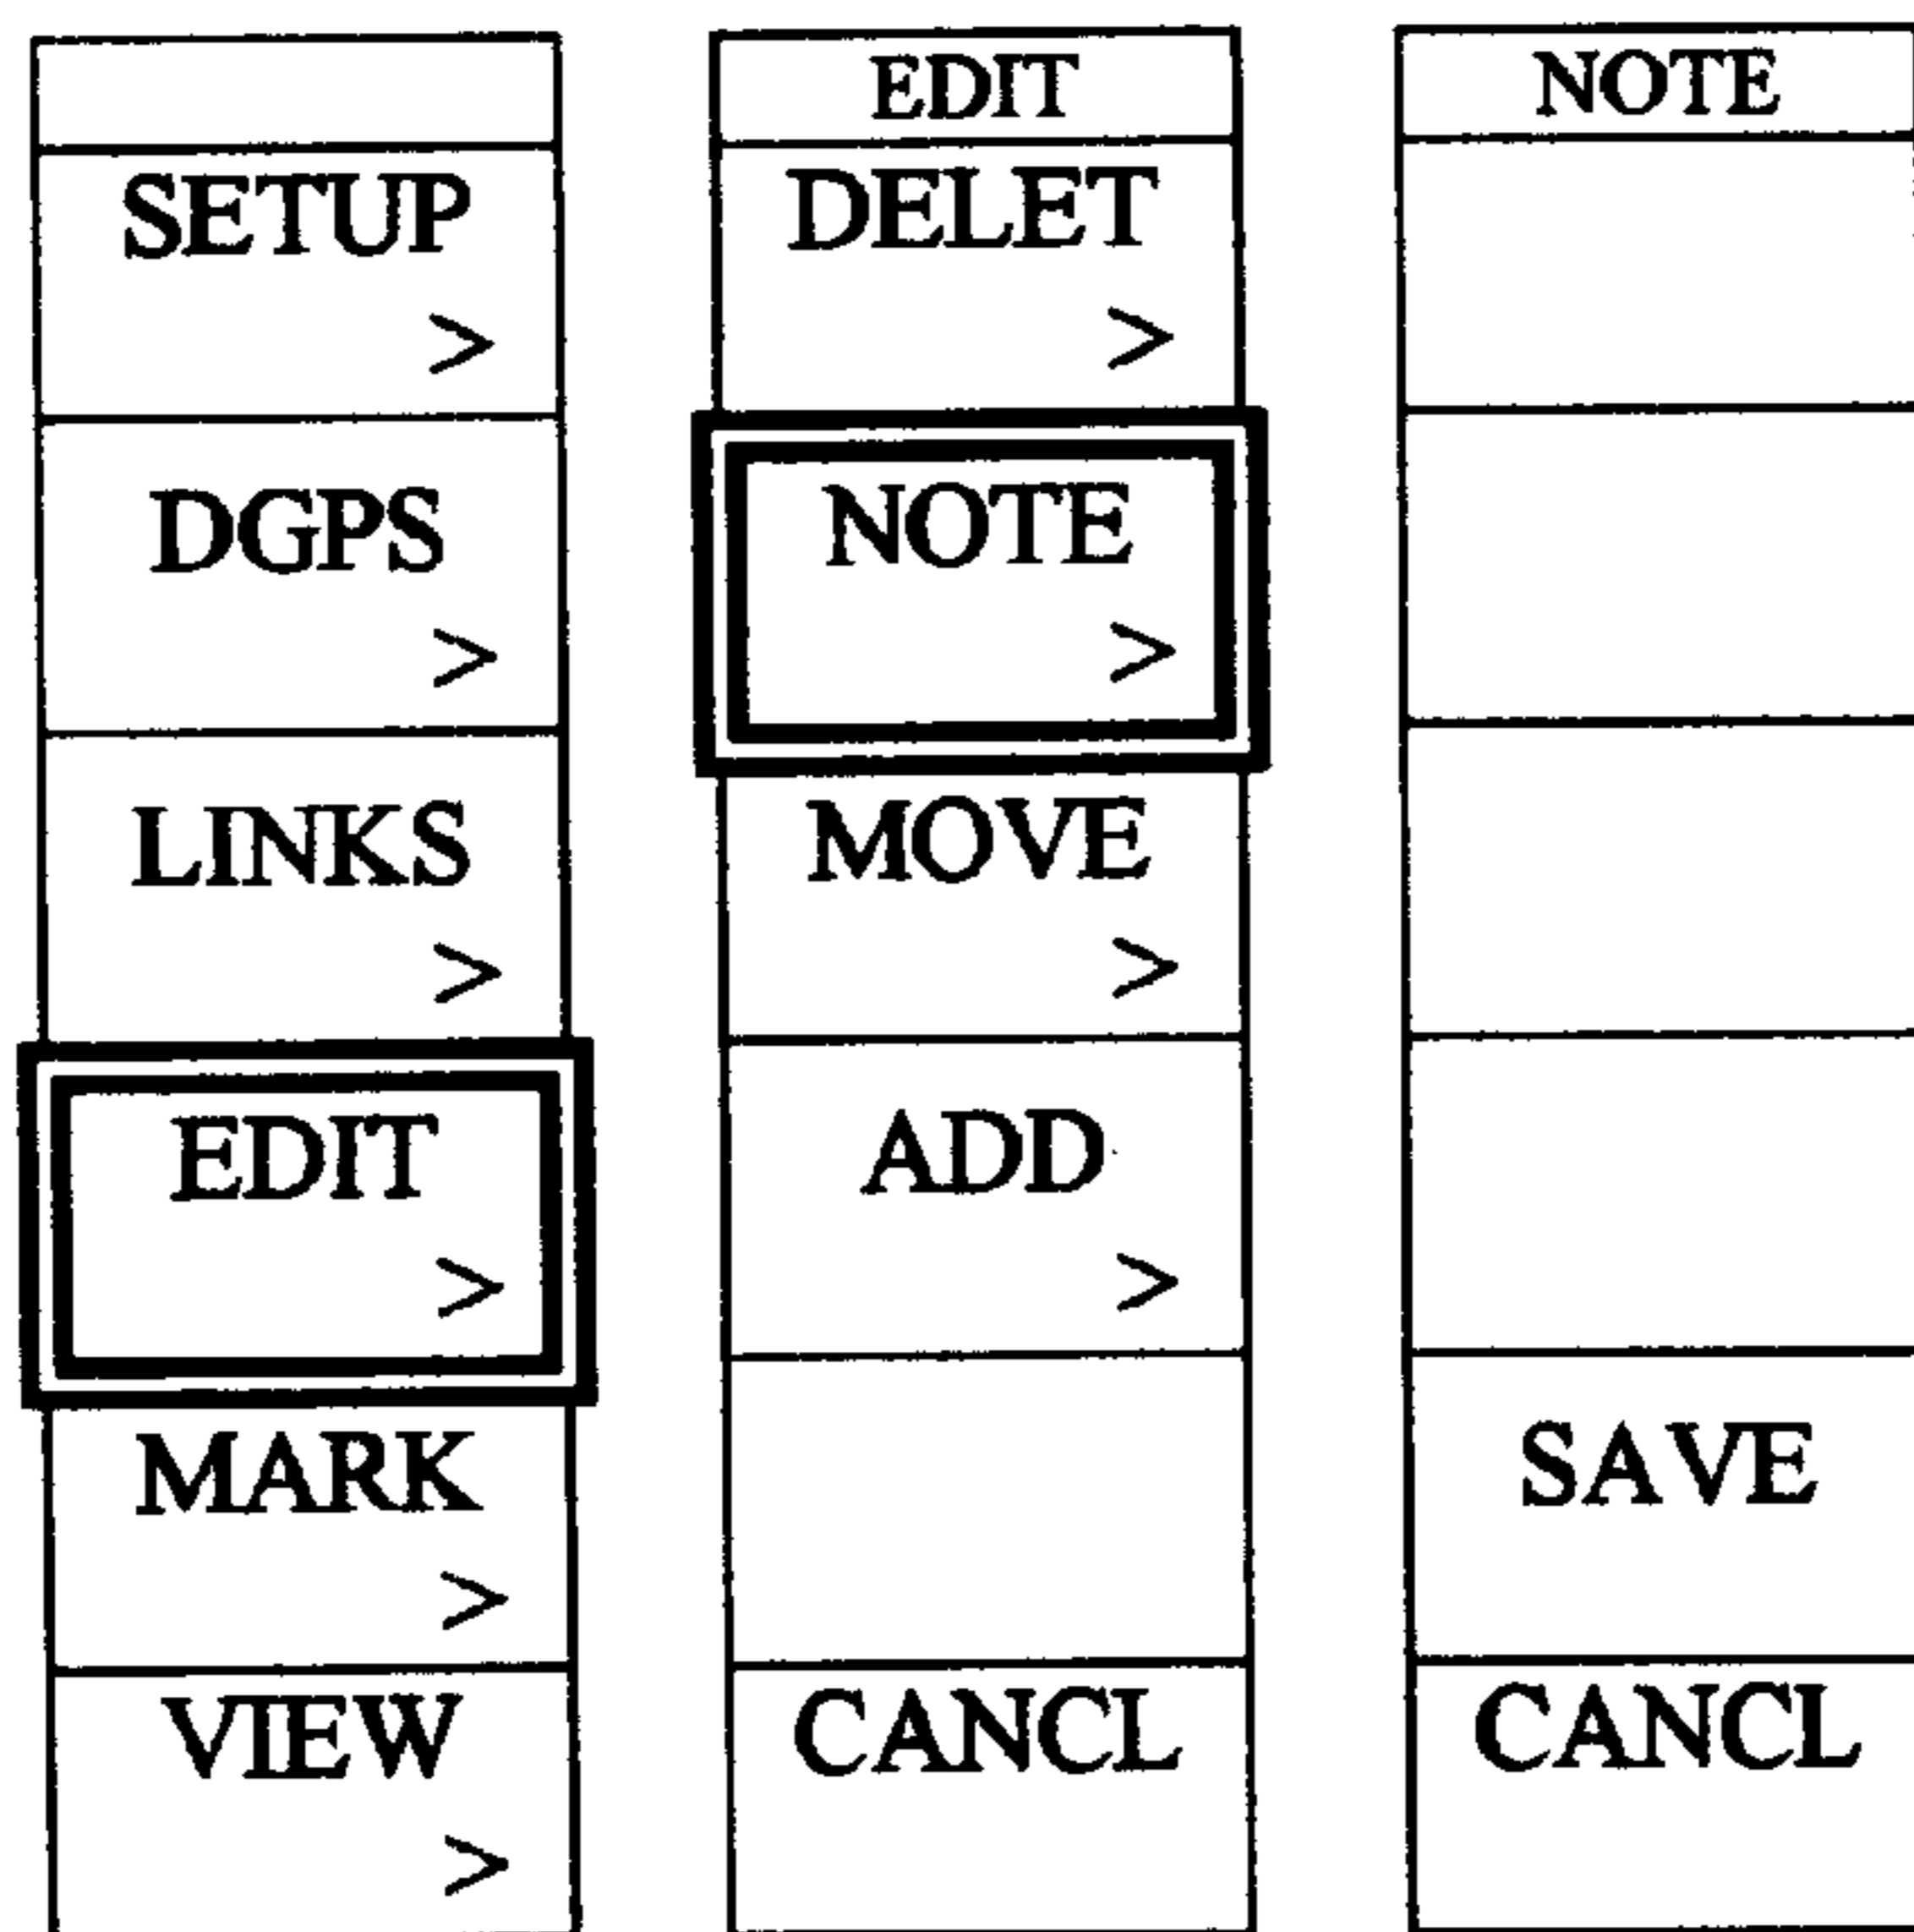 SETUP
>
DGPS
>
LINKS
>
EDIT
>
MARK
>
VIEW
>
EDIT
DELET
>
NOTE
>
MOVE
>
ADD
>
CANCL
NOTE
SAVE
CANCL